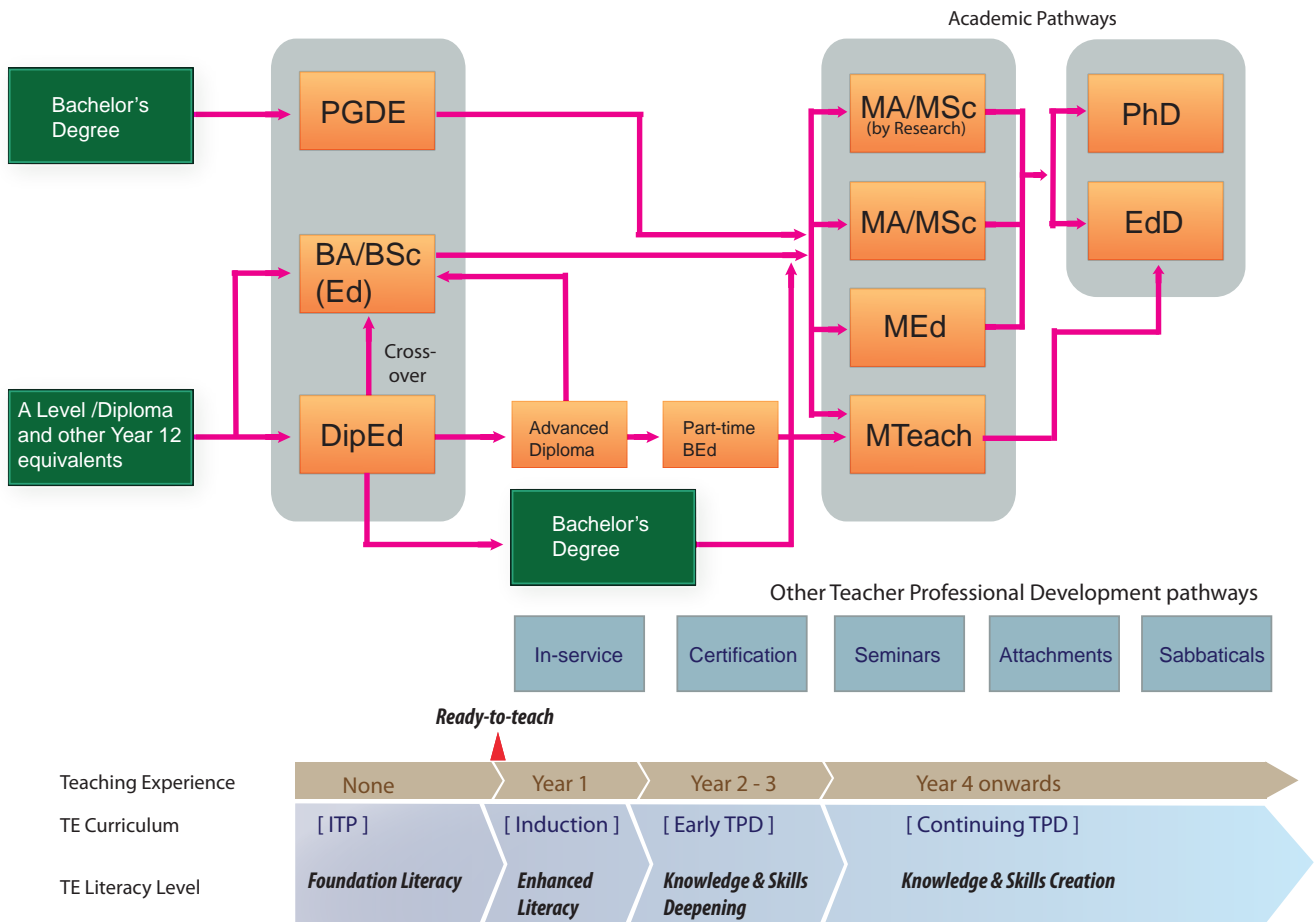 Academic Pathways
Bachelor's
Degree
PGDE
MA/MSc
(by Research)
PhD
BA/BSc
(Ed)
MA/MSc
EdD
Cross-
over
MEd
A Level /Diploma
and other Year 12
equivalents
DipEd
Advanced
Diploma
Part-time
BEd
MTeach
Bachelor's
Degree
Other Teacher Professional Development pathways
In-service
Certification
Seminars
Attachments
Sabbaticals
Ready-to-teach
Teaching Experience
None
Year 1
Year 2 - 3
Year 4 onwards
TE Curriculum
[ ITP ]
[ Induction ]
[ Early TPD ]
[ Continuing TPD ]
TE Literacy Level
Foundation Literacy
Enhanced
Literacy
Knowledge & Skills
Deepening
Knowledge & Skills Creation